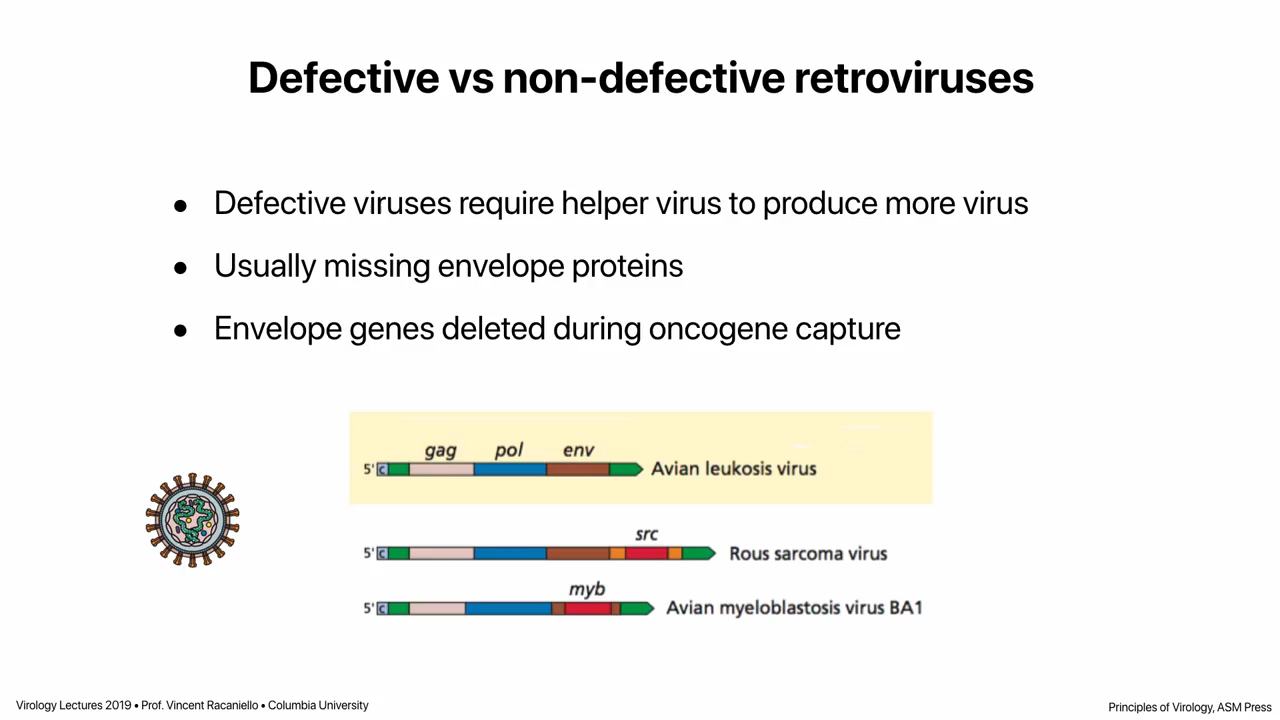 Defective vs non-defective retroviruses
• Defective viruses require helper virus to produce more virus
• Usually missing envelope proteins
• Envelope genes deleted during oncogene capture
gag pol env
5' C Avian leukosis virus
src
5' C Rous sarcoma virus
myb
5' C Avian myeloblastosis virus BA1
Virology Lectures 2019 • Prof. Vincent Racaniello • Columbia University
Principles of Virology, ASM Press